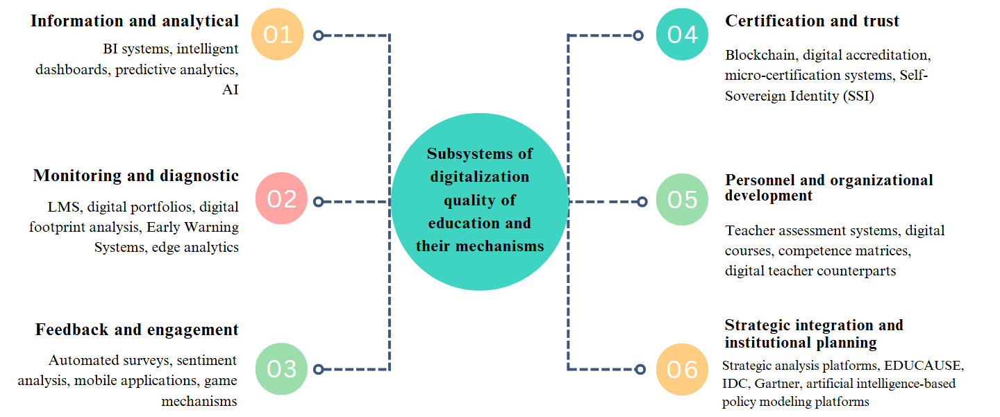 Information and analytical
01
BI systems, intelligent
dashboards, predictive analytics,
AI
Monitoring and diagnostic
02
LMS, digital portfolios, digital
footprint analysis, Early Warning
Systems, edge analytics
Feedback and engagement
03
Automated surveys, sentiment
analysis, mobile applications, game
mechanisms
Subsystems of
digitalization
quality of
education and
their mechanisms
04
Certification and trust
Blockchain, digital accreditation,
micro-certification systems, Self-
Sovereign Identity (SSI)
05
Personnel and organizational
development
Teacher assessment systems, digital
courses, competence matrices,
digital teacher counterparts
06
Strategic integration and
institutional planning
Strategic analysis platforms, EDUCAUSE,
IDC, Gartner, artificial intelligence-based
policy modeling platforms